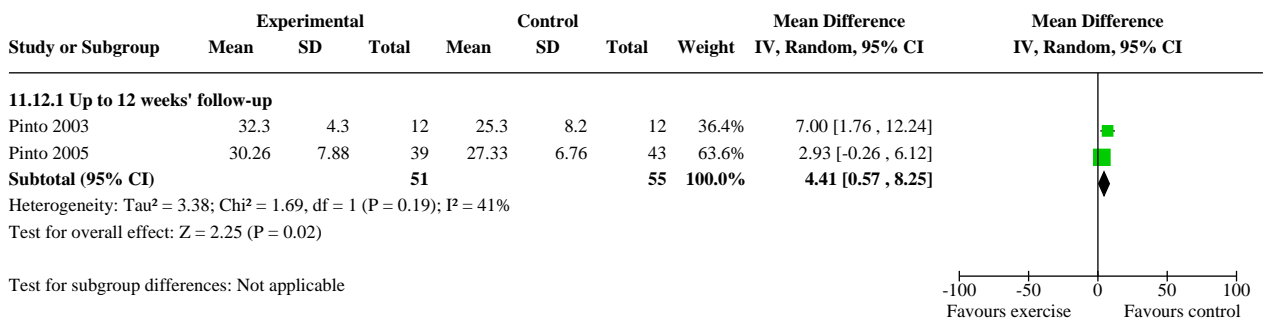 Experimental Control Mean Difference Mean Difference
Study or Subgroup Mean SD Total Mean SD Total Weight IV, Random, 95% CI IV, Random, 95% CI
11.12.1 Up to 12 weeks' follow-up
Pinto 2003 32.3 4.3 12 25.3 8.2 12 36.4% 7.00 [1.76 , 12.24]
Pinto 2005 30.26 7.88 39 27.33 6.76 43 63.6% 2.93 [-0.26 , 6.12]
Subtotal (95% CI) 51 55 100.0% 4.41 [0.57 , 8.25]
Heterogeneity: Tau² = 3.38; Chi² = 1.69, df = 1 (P = 0.19); I² = 41%
Test for overall effect: Z = 2.25 (P = 0.02)
Test for subgroup differences: Not applicable
-100 -50 0 50 100
Favours exercise Favours control